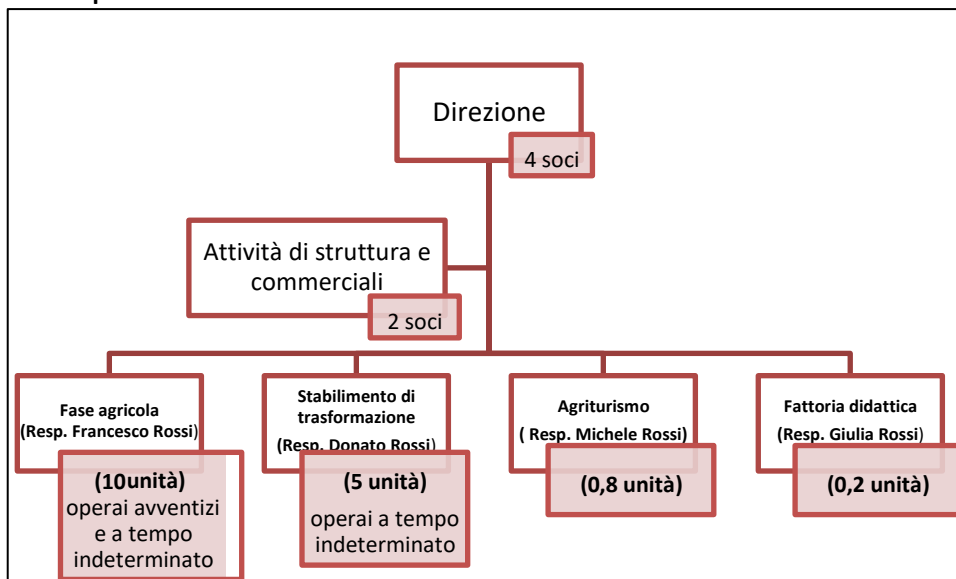 Direzione
4 soci
Attività di struttura e
commerciali
2 soci
Fase agricola
(Resp. Francesco Rossi)
(10unità)
operai avventizi
e a tempo
indeterminato
Stabilimento di
trasformazione
(Resp. Donato Rossi)
(5 unità)
operai a tempo
indeterminato
Agriturismo
( Resp. Michele Rossi)
(0,8 unità)
Fattoria didattica
(Resp. Giulia Rossi)
(0,2 unità)